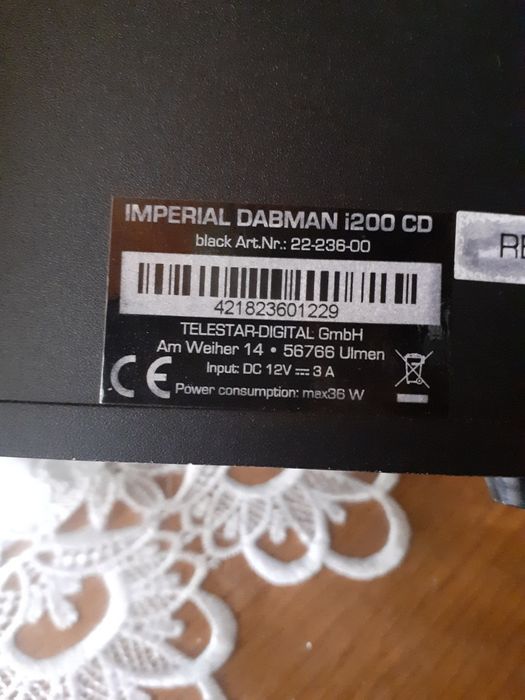 IMPERIAL DABMAN i200 CD
black Art.Nr.: 22-236-00
421823601229
TELESTAR-DIGITAL GmbH
Am Weiher 14 • 56766 Ulmen
Input: DC 12V ⎓ 3 A
CE
Power consumption: max36 W
RE